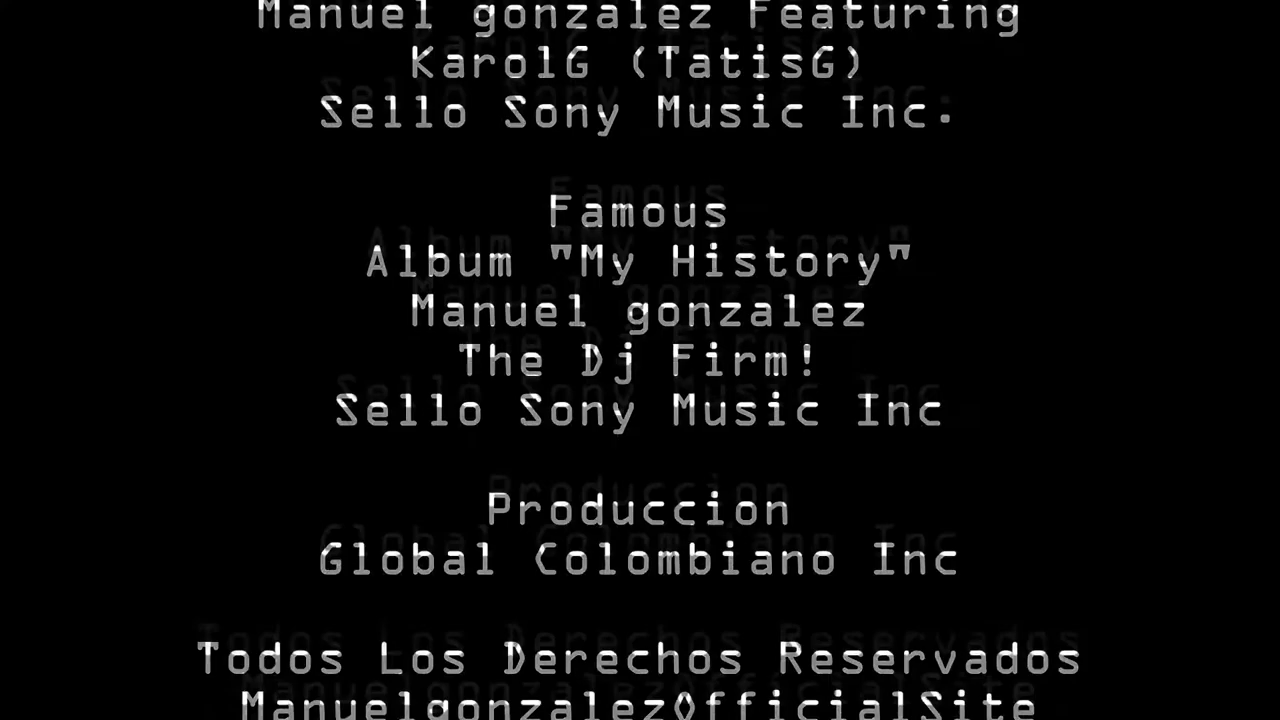 Manuel gonzalez Featuring
KarolG (TatisG)
Sello Sony Music Inc.
Famous
Album "My History"
Manuel gonzalez
The Dj Firm!
Sello Sony Music Inc
Produccion
Global Colombiano Inc
Todos Los Derechos Reservados
ManuelgonzalezOfficialSite